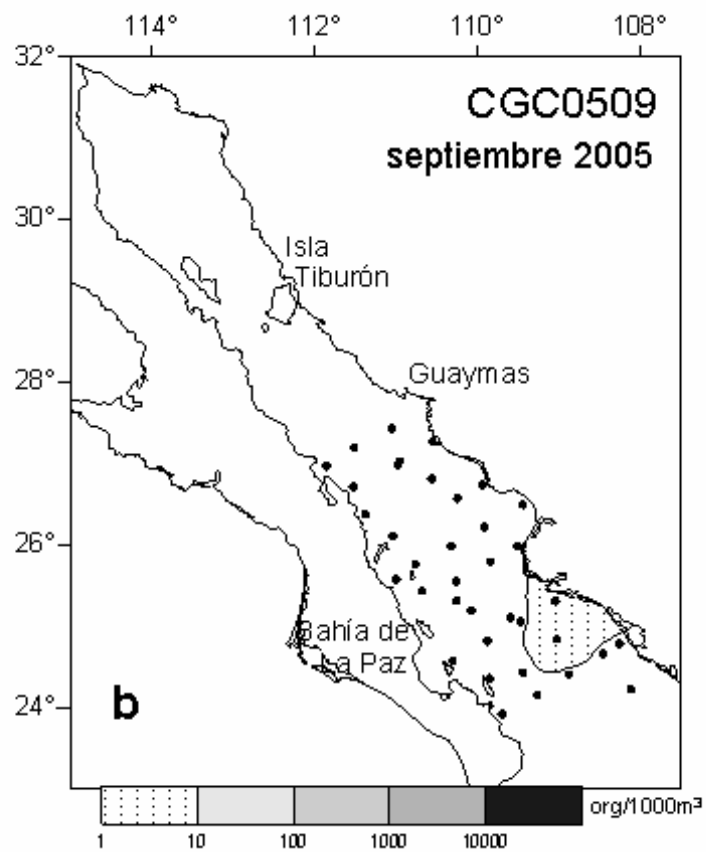 114° 112° 110° 108°
32°
CGC0509
septiembre 2005
30°
Isla
Tiburón
28°
Guaymas
26°
Bahía de
La Paz
24°
b
org/1000m³
1 10 100 1000 10000